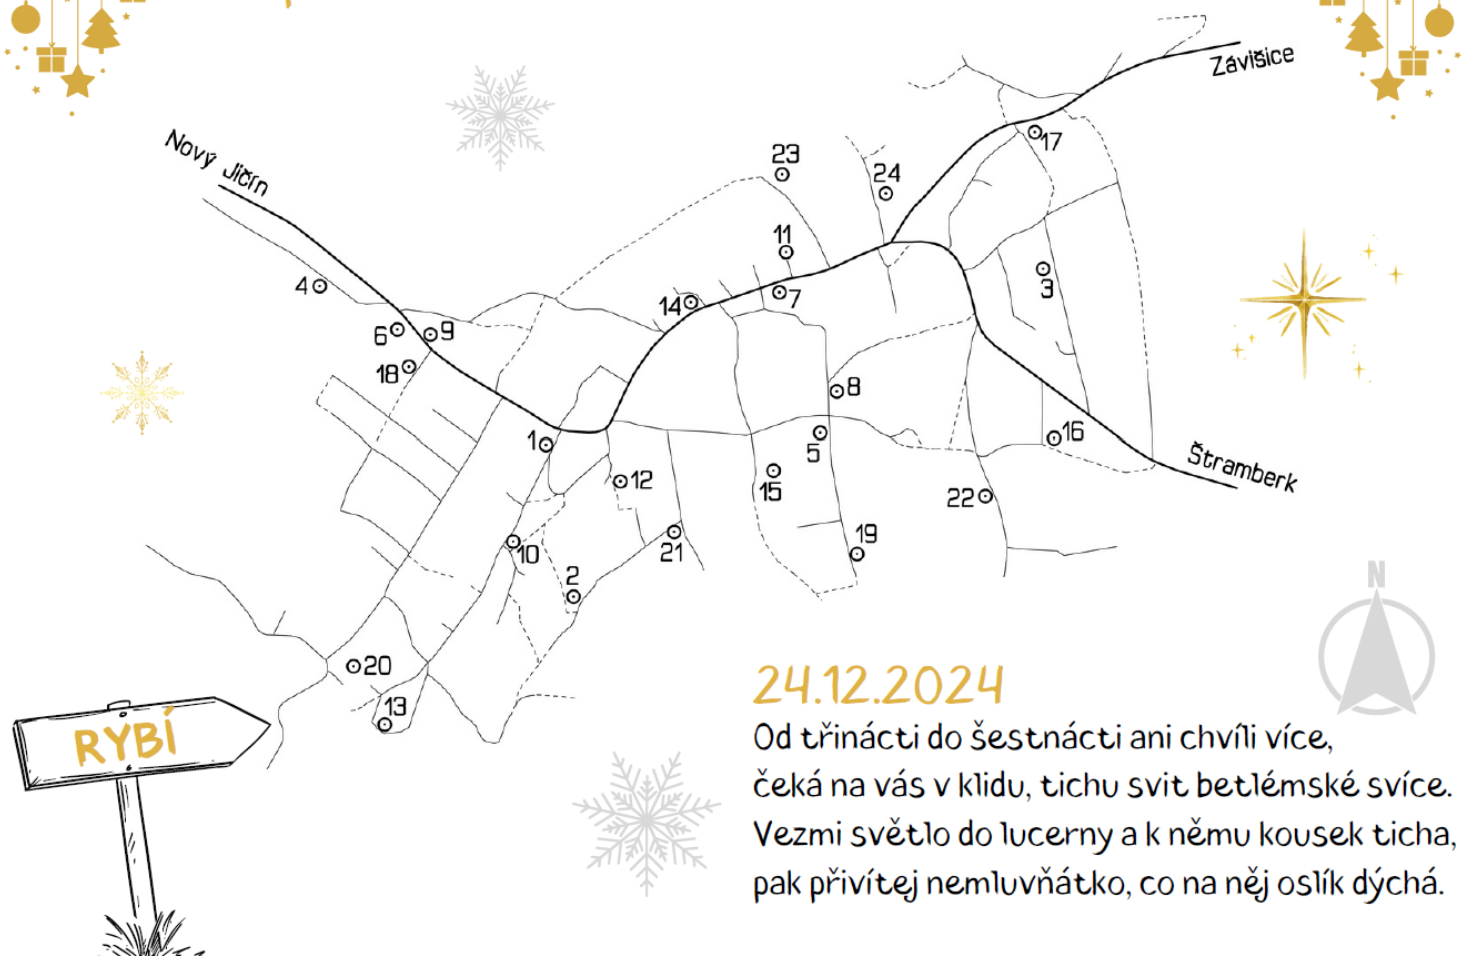 Závišice
Nový Jičín
17
23
24
11
4
3
14
7
6
9
18
8
1
5
16
Štramberk
12
15
22
19
10
21
2
N
20
13
RYBÍ
24.12.2024
Od třinácti do šestnácti ani chvíli více,
čeká na vás v klidu, tichu svit betlémské svíce.
Vezmi světlo do lucerny a k němu kousek ticha,
pak přivítej nemluvňátko, co na něj oslík dýchá.